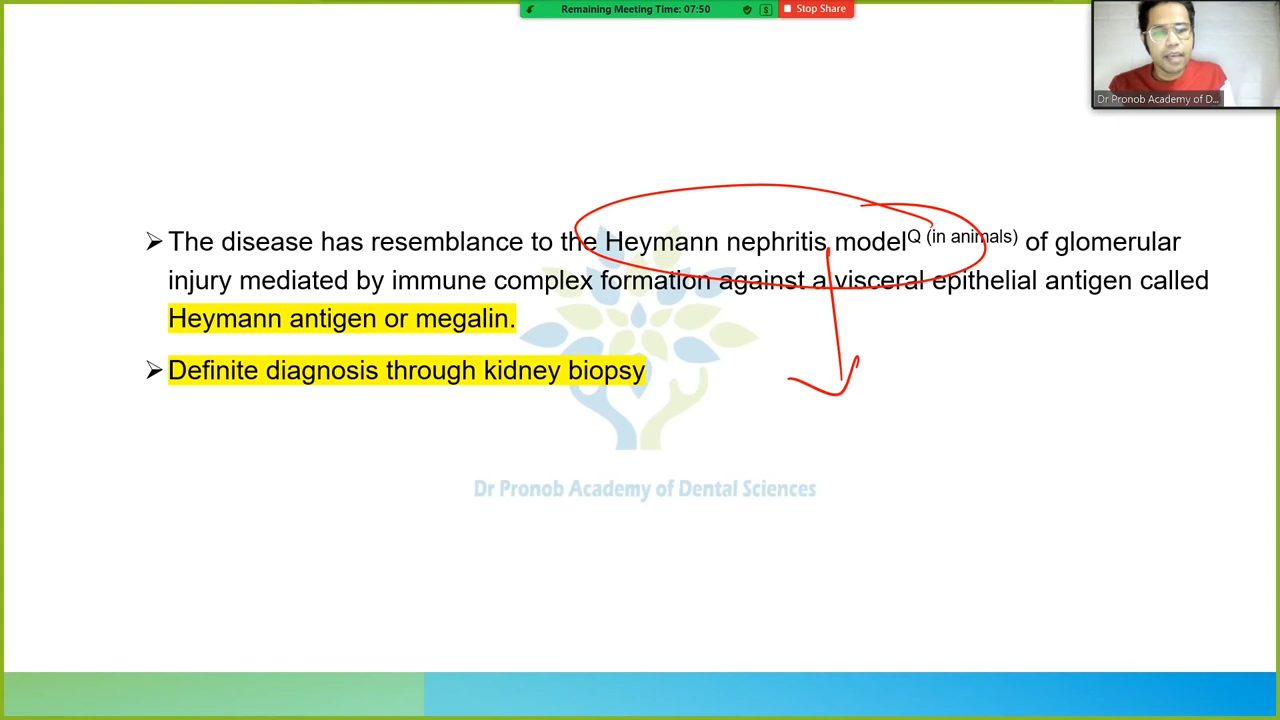 Remaining Meeting Time: 07:50
$
Stop Share
Dr Pronob Academy of D...
➢ The disease has resemblance to the Heymann nephritis model Q (in animals) of glomerular
injury mediated by immune complex formation against a visceral epithelial antigen called
Heymann antigen or megalin.
➢ Definite diagnosis through kidney biopsy
Dr Pronob Academy of Dental Sciences